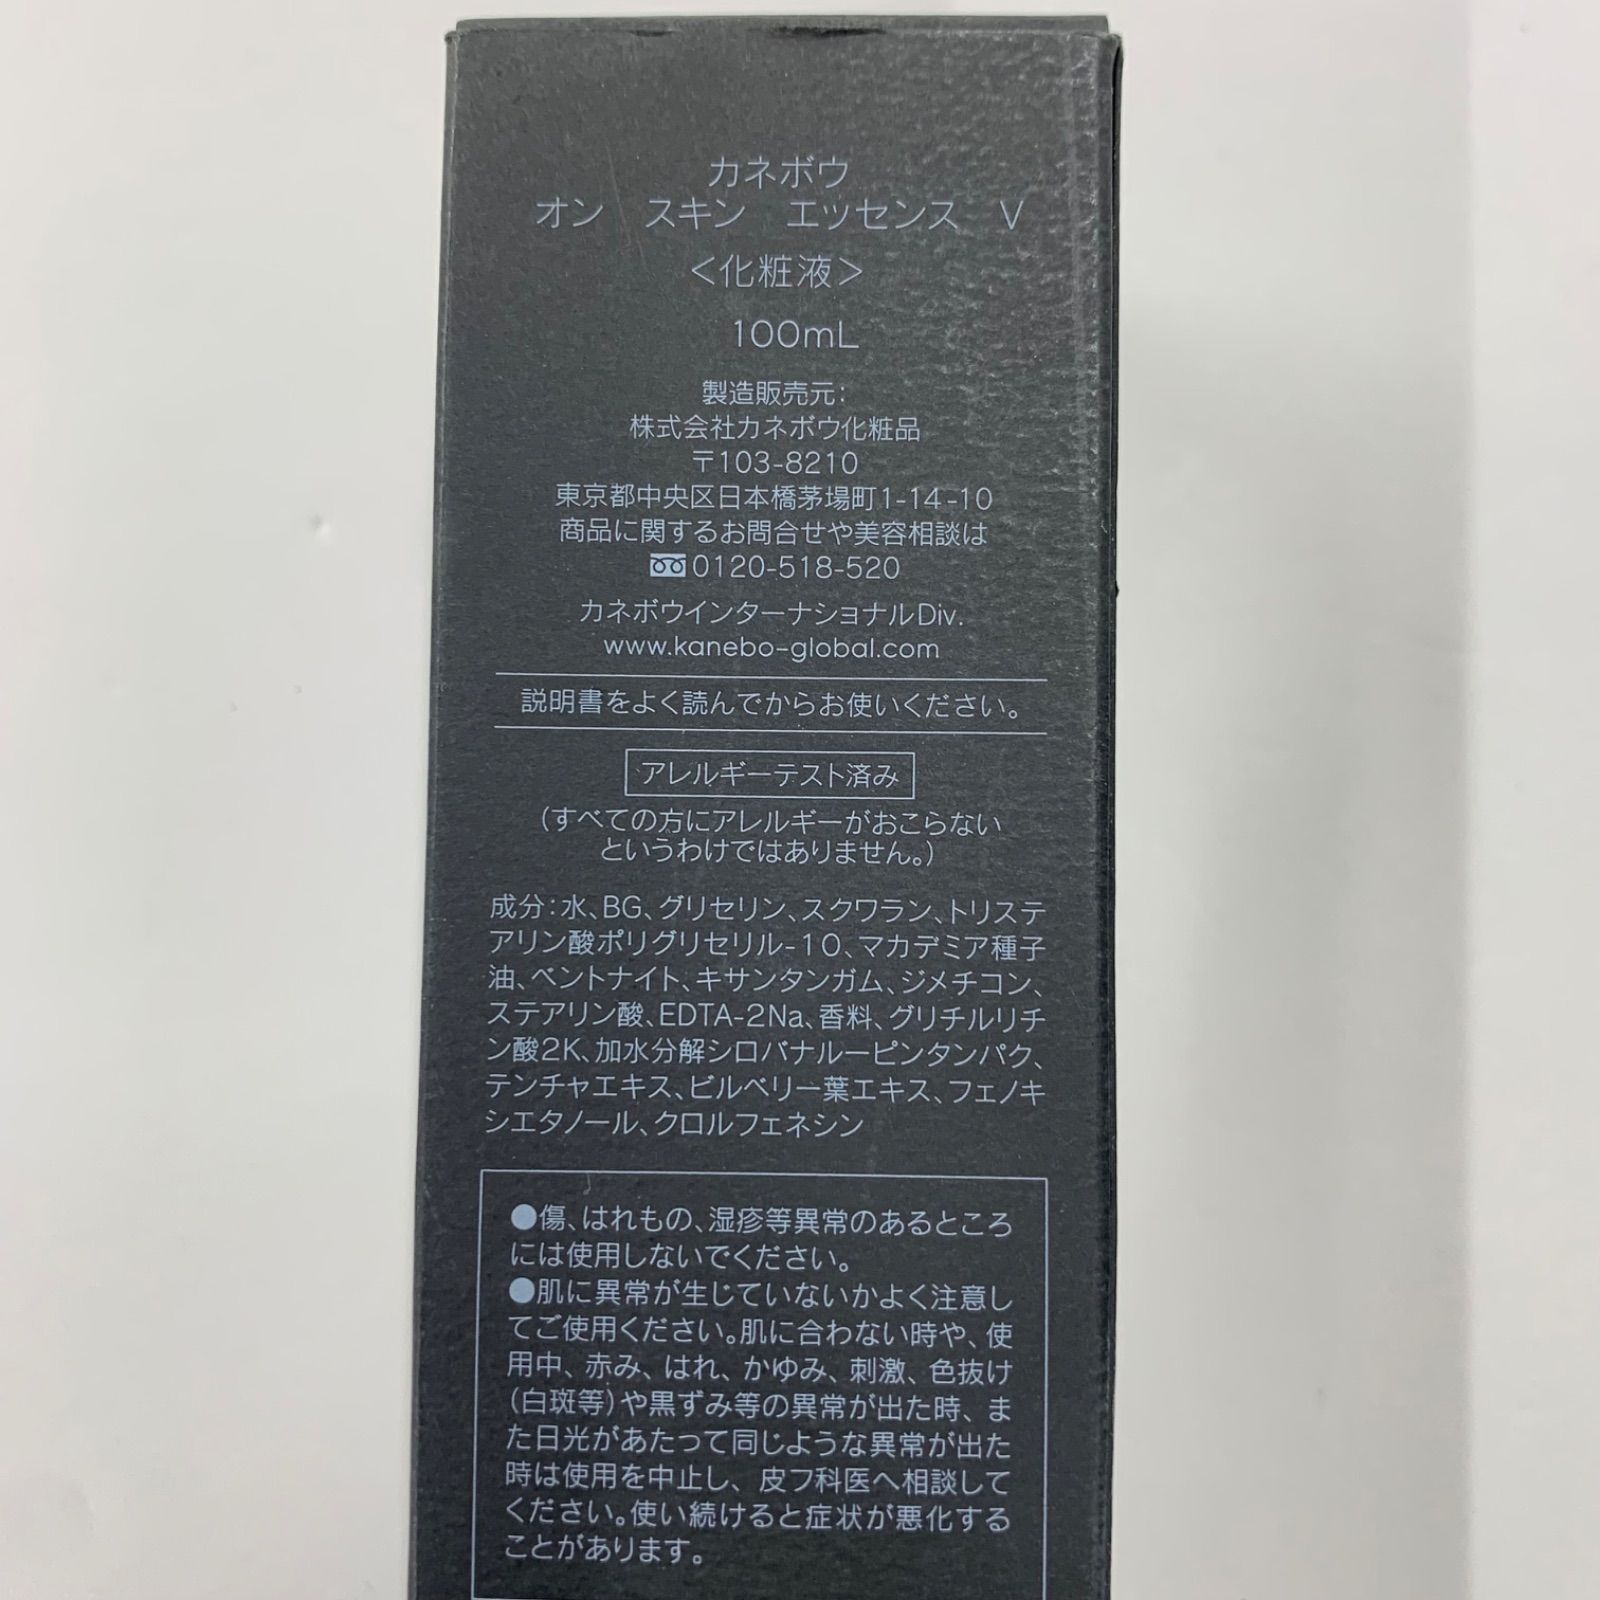 カネボウ
オン スキン エッセンス V
<化粧液>
100mL
製造販売元:
株式会社カネボウ化粧品
〒103-8210
東京都中央区日本橋茅場町1-14-10
商品に関するお問合せや美容相談は
0120-518-520
カネボウインターナショナルDiv.
www.kanebo-global.com
説明書をよく読んでからお使いください。
アレルギーテスト済み
(すべての方にアレルギーがおこらない
というわけではありません。)
成分:水、BG、グリセリン、スクワラン、トリステ
アリン酸ポリグリセリル-10、マカデミア種子
油、ベントナイト、キサンタンガム、ジメチコン、
ステアリン酸、EDTA-2Na、香料、グリチルリチ
ン酸2K、加水分解シロバナルーピンタンパク、
テンチャエキス、ビルベリー葉エキス、フェノキ
シエタノール、クロルフェネシン
●傷、はれもの、湿疹等異常のあるところ
には使用しないでください。
●肌に異常が生じていないかよく注意し
てご使用ください。肌に合わない時や、使
用中、赤み、はれ、かゆみ、刺激、色抜け
(白斑等)や黒ずみ等の異常が出た時、ま
た日光があたって同じような異常が出た
時は使用を中止し、皮フ科医へ相談して
ください。使い続けると症状が悪化する
ことがあります。